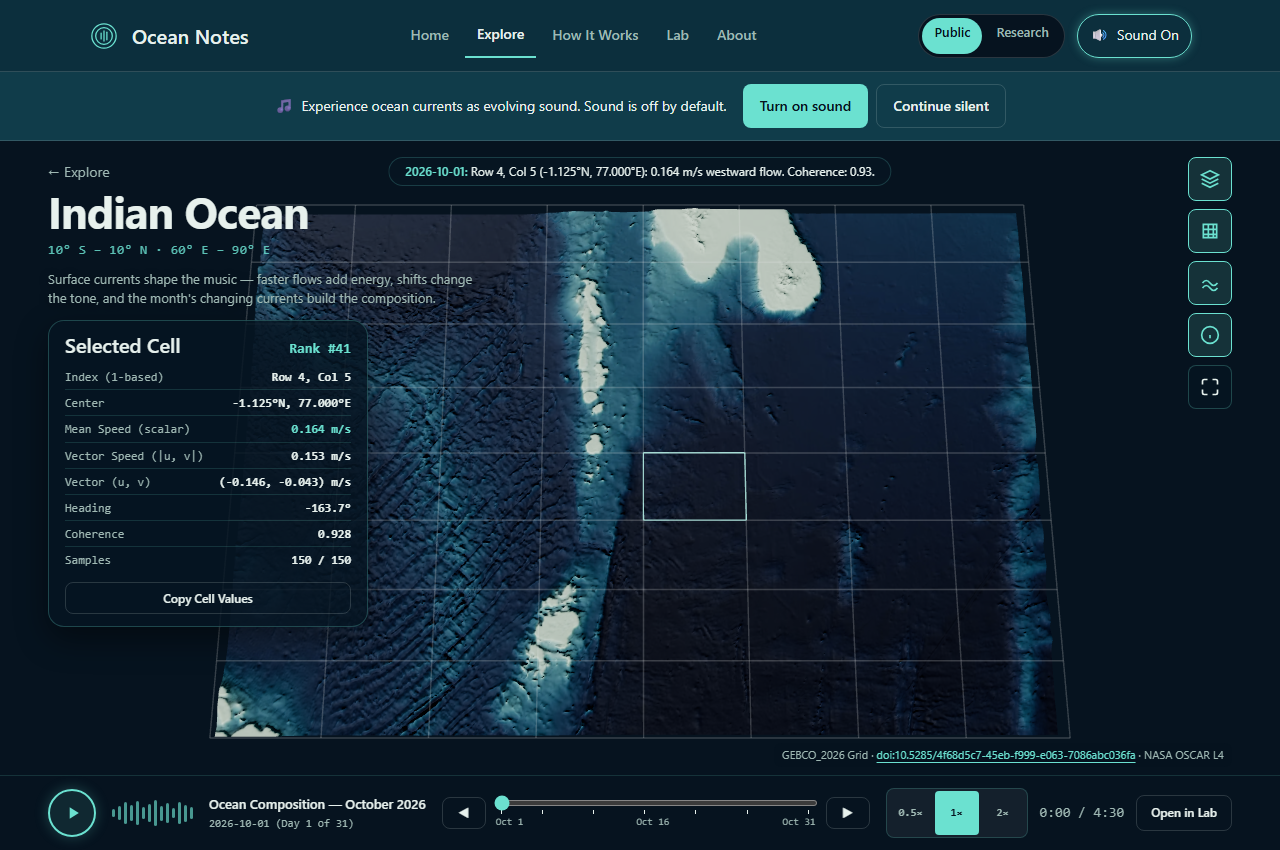 Ocean Notes
Home
Explore
How It Works
Lab
About
Public
Research
Sound On
Experience ocean currents as evolving sound. Sound is off by default.
Turn on sound
Continue silent
← Explore
2026-10-01: Row 4, Col 5 (-1.125°N, 77.000°E): 0.164 m/s westward flow. Coherence: 0.93.
Indian Ocean
10° S – 10° N · 60° E – 90° E
Surface currents shape the music — faster flows add energy, shifts change
the tone, and the month's changing currents build the composition.
Selected Cell
Rank #41
Index (1-based) Row 4, Col 5
Center -1.125°N, 77.000°E
Mean Speed (scalar) 0.164 m/s
Vector Speed (|u, v|) 0.153 m/s
Vector (u, v) (-0.146, -0.043) m/s
Heading -163.7°
Coherence 0.928
Samples 150 / 150
Copy Cell Values
GEBCO_2026 Grid · doi:10.5285/4f68d5c7-45eb-f999-e063-7086abc036fa · NASA OSCAR L4
Ocean Composition — October 2026
2026-10-01 (Day 1 of 31)
Oct 1
Oct 16
Oct 31
0.5×
1×
2×
0:00 / 4:30
Open in Lab